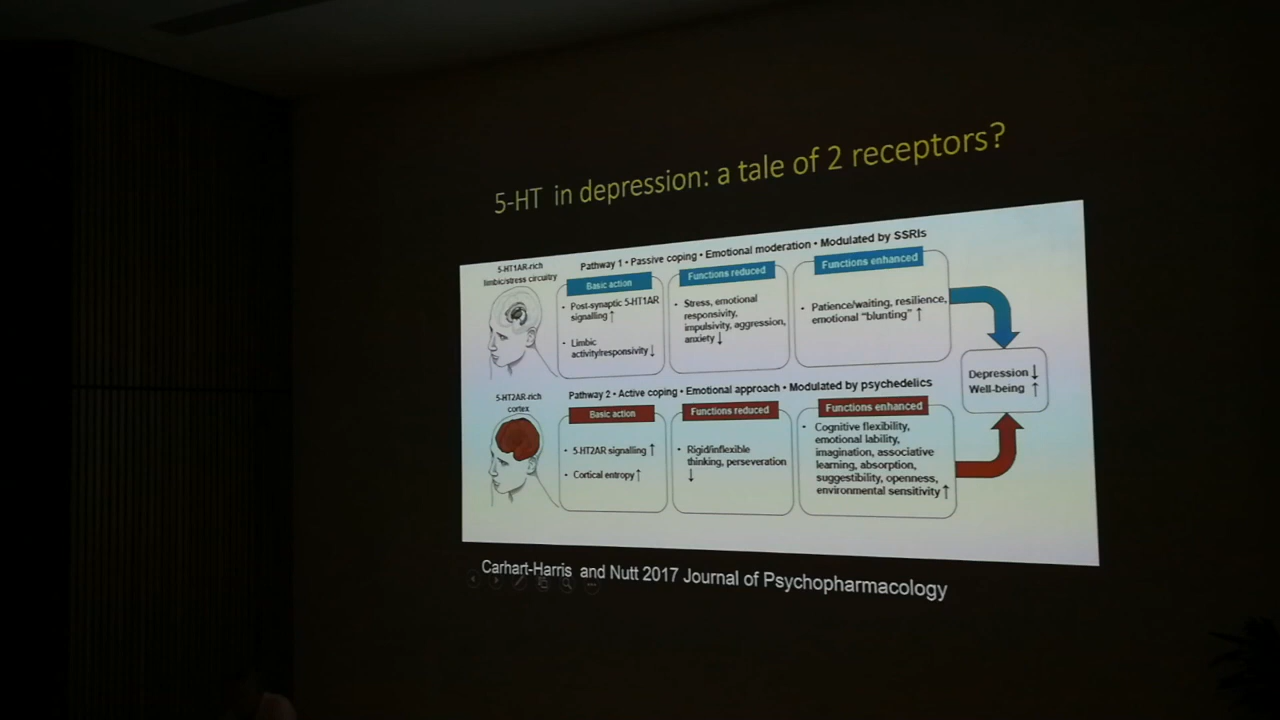 5-HT in depression: a tale of 2 receptors?
5-HT1AR-rich
limbic/stress circuitry
Pathway 1 • Passive coping • Emotional moderation • Modulated by SSRIs
Basic action
• Post-synaptic 5-HT1AR
signalling ↑
• Limbic
activity/responsivity ↓
Functions reduced
• Stress, emotional
responsivity,
impulsivity, aggression,
anxiety ↓
Functions enhanced
• Patience/waiting, resilience,
emotional "blunting" ↑
Depression ↓
Well-being ↑
5-HT2AR-rich
cortex
Pathway 2 • Active coping • Emotional approach • Modulated by psychedelics
Basic action
• 5-HT2AR signalling ↑
• Cortical entropy ↑
Functions reduced
• Rigid/inflexible
thinking, perseveration
↓
Functions enhanced
• Cognitive flexibility,
emotional lability,
imagination, associative
learning, absorption,
suggestibility, openness,
environmental sensitivity ↑
Carhart-Harris and Nutt 2017 Journal of Psychopharmacology